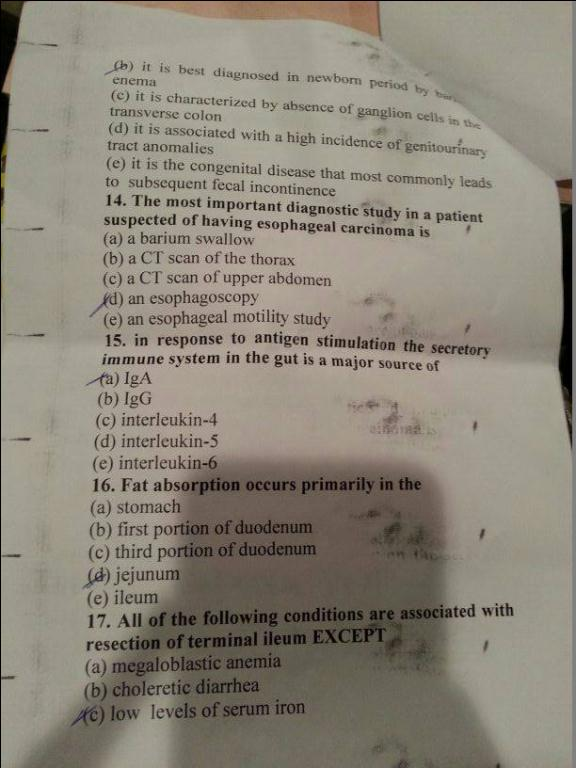 (b) it is best diagnosed in newborn period by
enema
(c) it is characterized by absence of ganglion cells in the
transverse colon
(d) it is associated with a high incidence of genitourinary
tract anomalies
(e) it is the congenital disease that most commonly leads
to subsequent fecal incontinence
14. The most important diagnostic study in a patient
suspected of having esophageal carcinoma is
(a) a barium swallow
(b) a CT scan of the thorax
(c) a CT scan of upper abdomen
(d) an esophagoscopy
(e) an esophageal motility study
15. in response to antigen stimulation the secretory
immune system in the gut is a major source of
(a) IgA
(b) IgG
(c) interleukin-4
(d) interleukin-5
(e) interleukin-6
16. Fat absorption occurs primarily in the
(a) stomach
(b) first portion of duodenum
(c) third portion of duodenum
(d) jejunum
(e) ileum
17. All of the following conditions are associated with
resection of terminal ileum EXCEPT
(a) megaloblastic anemia
(b) choleretic diarrhea
(c) low levels of serum iron